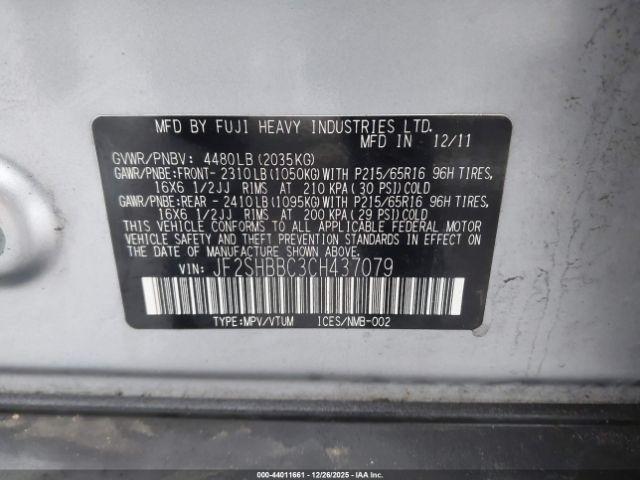 MFD BY FUJI HEAVY INDUSTRIES LTD.
MFD IN 12/11
GVWR/PNBV: 4480LB(2035KG)
GAWR/PNBE:FRONT- 2310LB(1050KG)WITH P215/65R16 96H TIRES,
16X6 1/2JJ RIMS AT 210 KPA(30 PSI)COLD
GAWR/PNBE:REAR - 2410LB(1095KG)WITH P215/65R16 96H TIRES,
16X6 1/2JJ RIMS AT 200 KPA(29 PSI)COLD
THIS VEHICLE CONFORMS TO ALL APPLICABLE FEDERAL MOTOR
VEHICLE SAFETY AND THEFT PREVENTION STANDARDS IN EFFECT ON THE
DATE OF MANUFACTURE SHOWN ABOVE.
VIN: JF2SHBBC3CH437079
TYPE:MPV/VTUM ICES/NMB-002
000-44011661 • 12/26/2025 • IAA Inc.